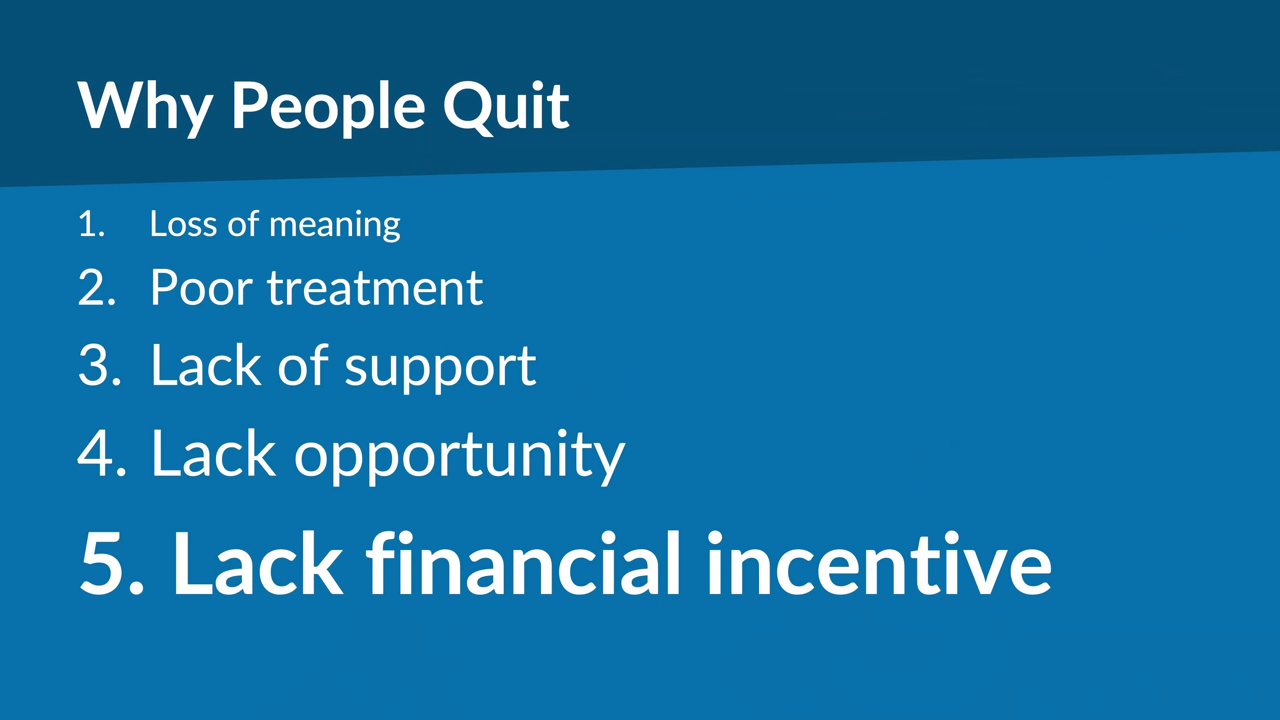 Why People Quit
1. Loss of meaning
2. Poor treatment
3. Lack of support
4. Lack opportunity
5. Lack financial incentive